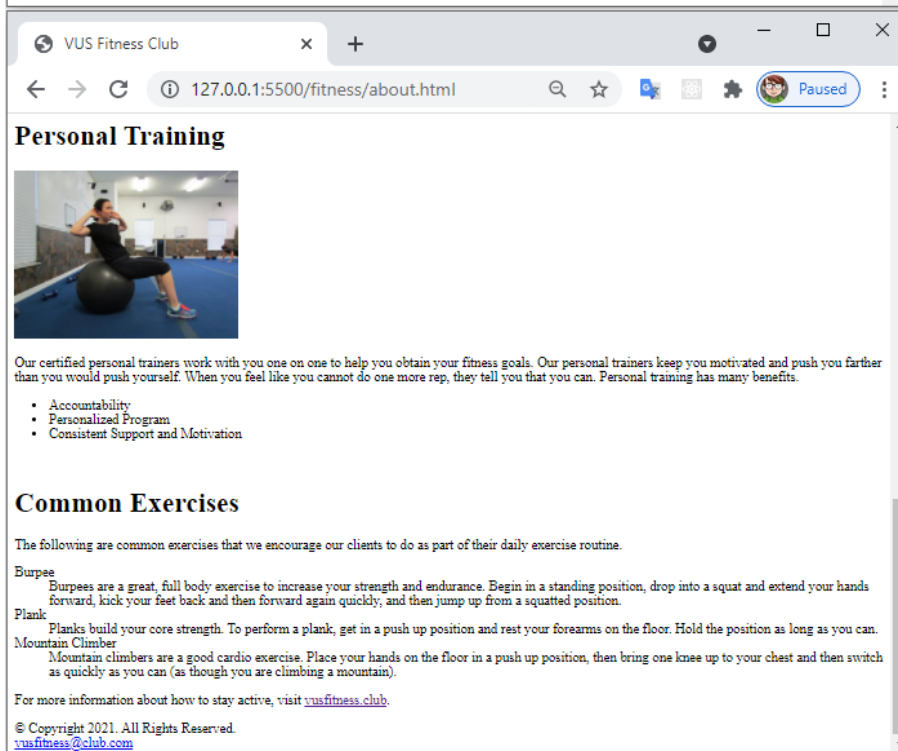 VUS Fitness Club
127.0.0.1:5500/fitness/about.html
Paused
Personal Training
Our certified personal trainers work with you one on one to help you obtain your fitness goals. Our personal trainers keep you motivated and push you farther
than you would push yourself. When you feel like you cannot do one more rep, they tell you that you can. Personal training has many benefits.
• Accountability
• Personalized Program
• Consistent Support and Motivation
Common Exercises
The following are common exercises that we encourage our clients to do as part of their daily exercise routine.
Burpee
Burpees are a great, full body exercise to increase your strength and endurance. Begin in a standing position, drop into a squat and extend your hands
forward, kick your feet back and then forward again quickly, and then jump up from a squatted position.
Plank
Planks build your core strength. To perform a plank, get in a push up position and rest your forearms on the floor. Hold the position as long as you can.
Mountain Climber
Mountain climbers are a good cardio exercise. Place your hands on the floor in a push up position, then bring one knee up to your chest and then switch
as quickly as you can (as though you are climbing a mountain).
For more information about how to stay active, visit vusfitness.club.
© Copyright 2021. All Rights Reserved.
vusfitness@club.com